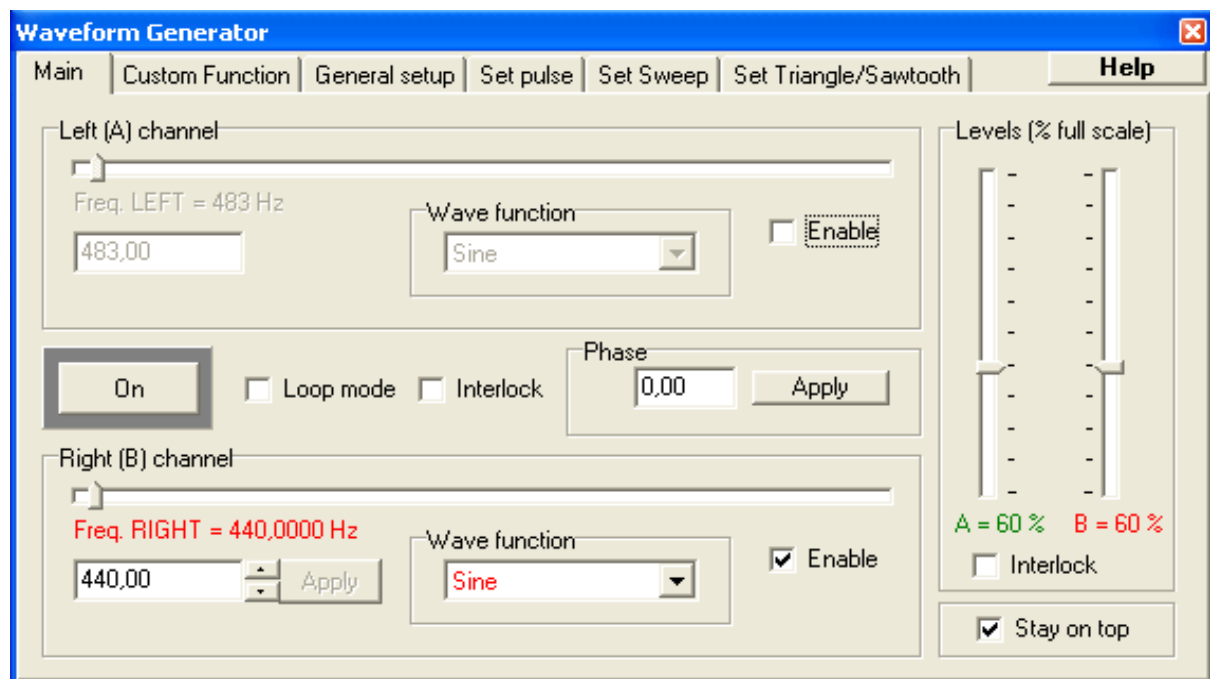 Waveform Generator
Main Custom Function General setup Set pulse Set Sweep Set Triangle/Sawtooth Help
Left (A) channel
Freq. LEFT = 483 Hz
483,00
Wave function
Sine
Enable
On
Loop mode
Interlock
Phase
0,00
Apply
Right (B) channel
Freq. RIGHT = 440,0000 Hz
440,00
Apply
Wave function
Sine
Enable
Levels (% full scale)
A = 60 % B = 60 %
Interlock
Stay on top